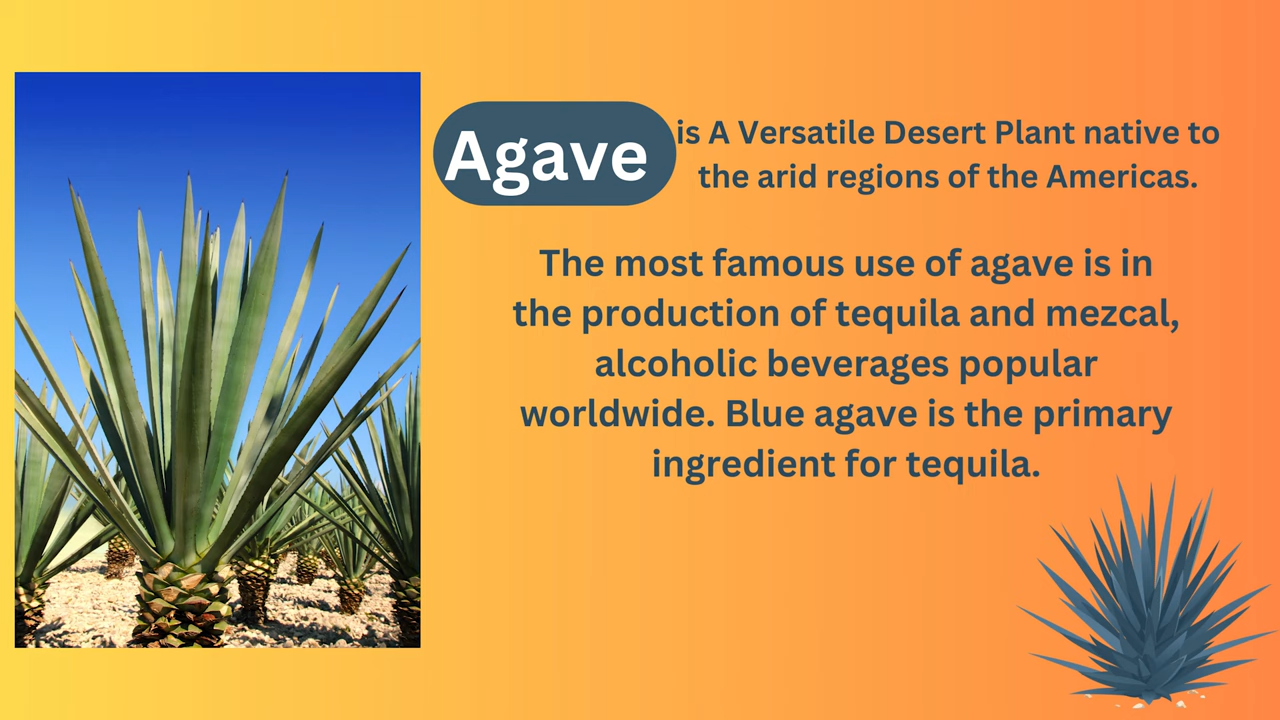 Agave is A Versatile Desert Plant native to
the arid regions of the Americas.
The most famous use of agave is in
the production of tequila and mezcal,
alcoholic beverages popular
worldwide. Blue agave is the primary
ingredient for tequila.